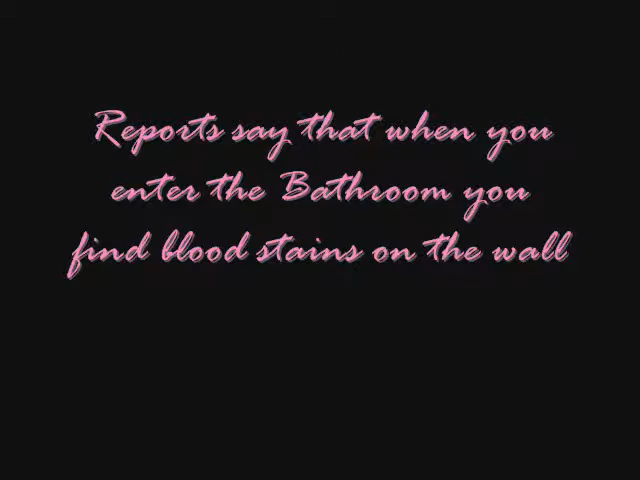 Reports say that when you
enter the Bathroom you
find blood stains on the wall